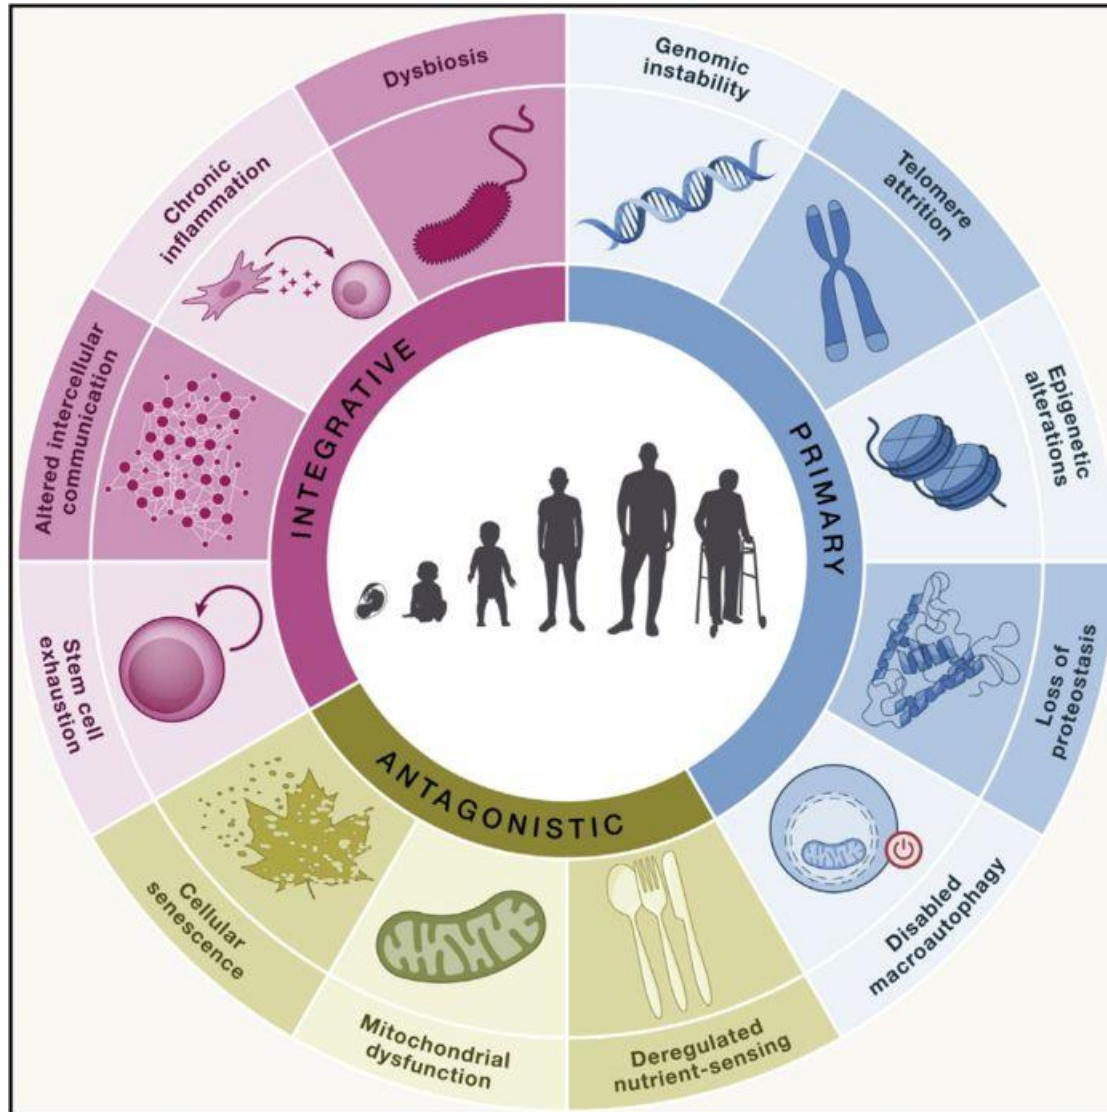 Dysbiosis
Genomic
instability
Telomere
attrition
Epigenetic
alterations
Loss of
proteostasis
Disabled
macroautophagy
Deregulated
nutrient-sensing
Mitochondrial
dysfunction
Cellular
senescence
Stem cell
exhaustion
Altered intercellular
communication
Chronic
inflammation
INTEGRATIVE
PRIMARY
ANTAGONISTIC